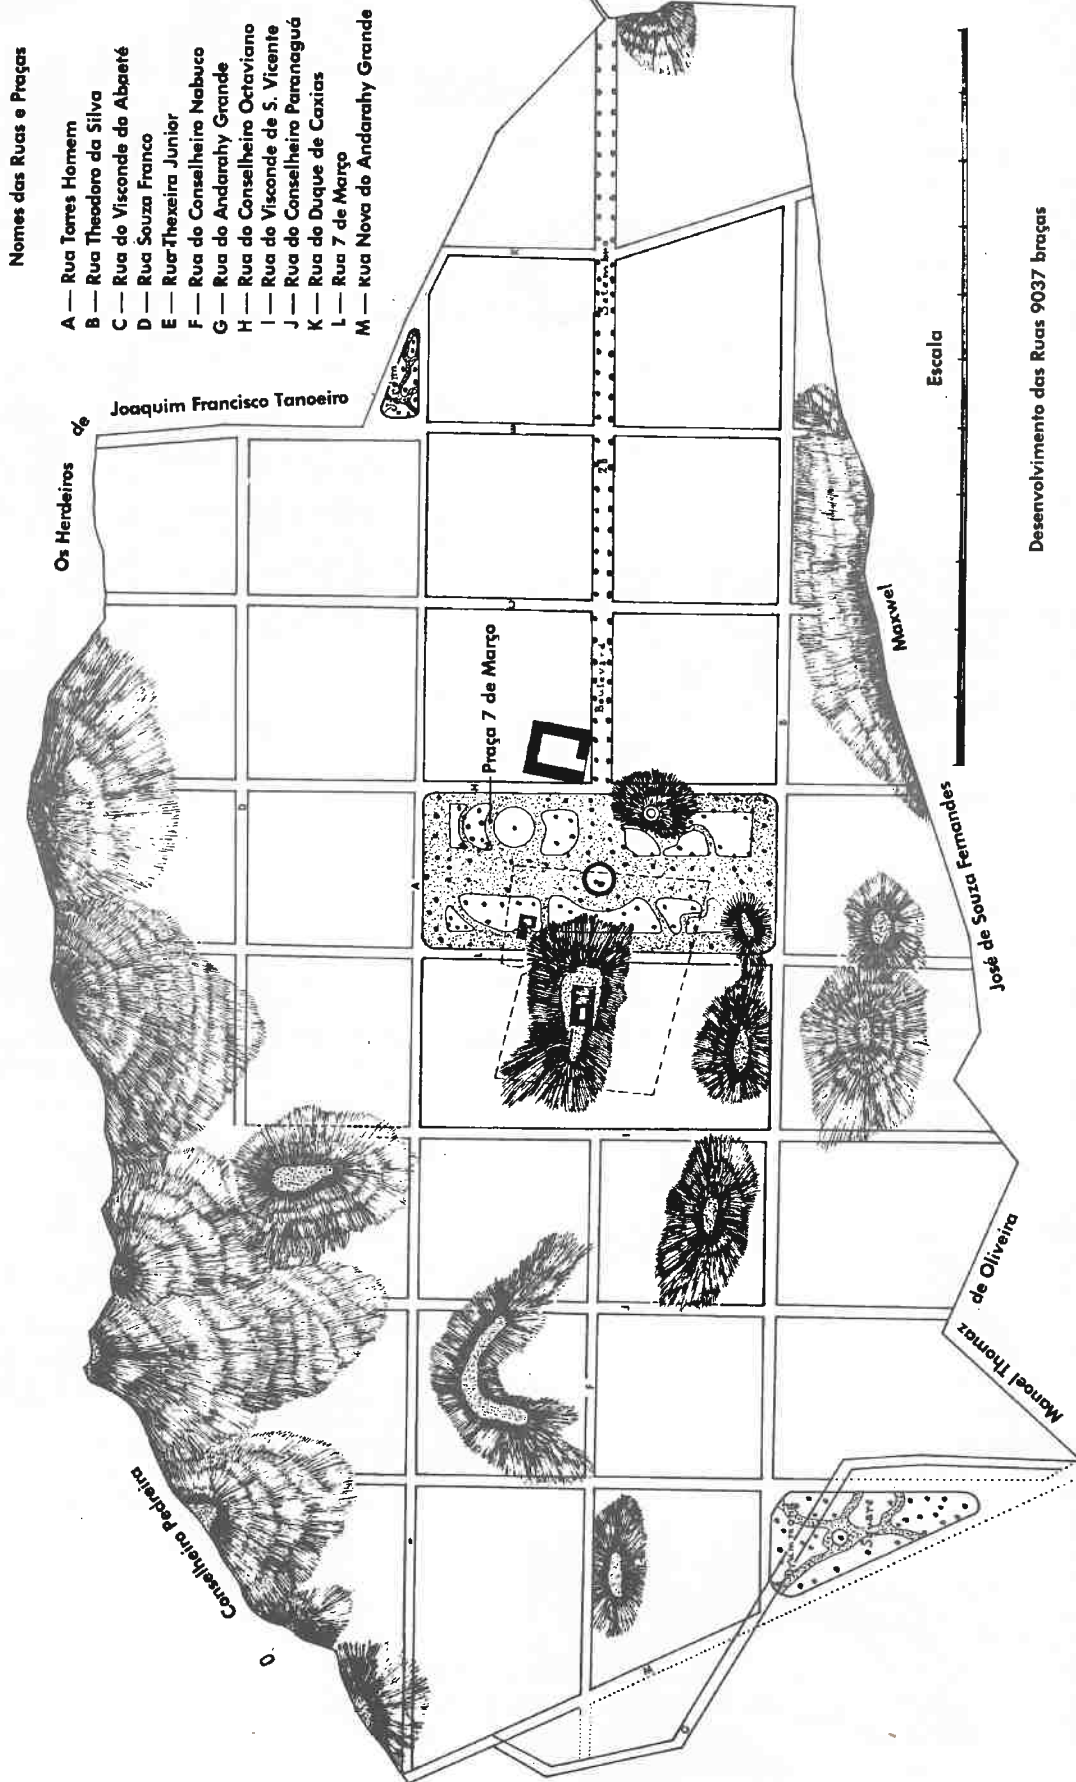 Nomes das Ruas e Praças
A — Rua Torres Homem
B — Rua Theodoro da Silva
C — Rua do Visconde do Abaeté
D — Rua Souza Franco
E — Rua Thexeira Junior
F — Rua do Conselheiro Nabuco
G — Rua do Andarahy Grande
H — Rua do Conselheiro Octaviano
I — Rua do Visconde de S. Vicente
J — Rua do Conselheiro Paranaguá
K — Rua do Duque de Caxias
L — Rua 7 de Março
M — Rua Nova do Andarahy Grande
Os Herdeiros de
Joaquim Francisco Tanoeiro
O Conselheiro Pedreira
Praça 7 de Março
Boulevard 28 Setembro
Maxwel
José de Souza Fernandes
Manoel Thomaz de Oliveira
A
B
C
D
E
F
G
H
I
J
K
L
M
Escala
Desenvolvimento das Ruas 9037 braças